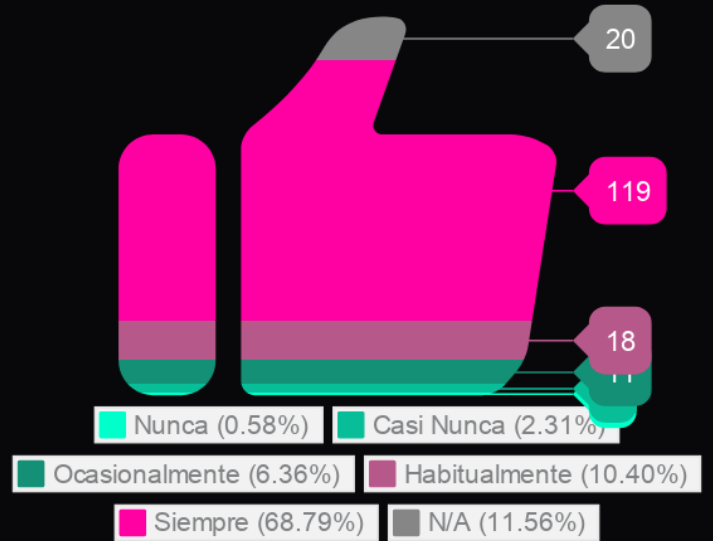 20
119
18
11
Nunca (0.58%) Casi Nunca (2.31%)
Ocasionalmente (6.36%) Habitualmente (10.40%)
Siempre (68.79%) N/A (11.56%)